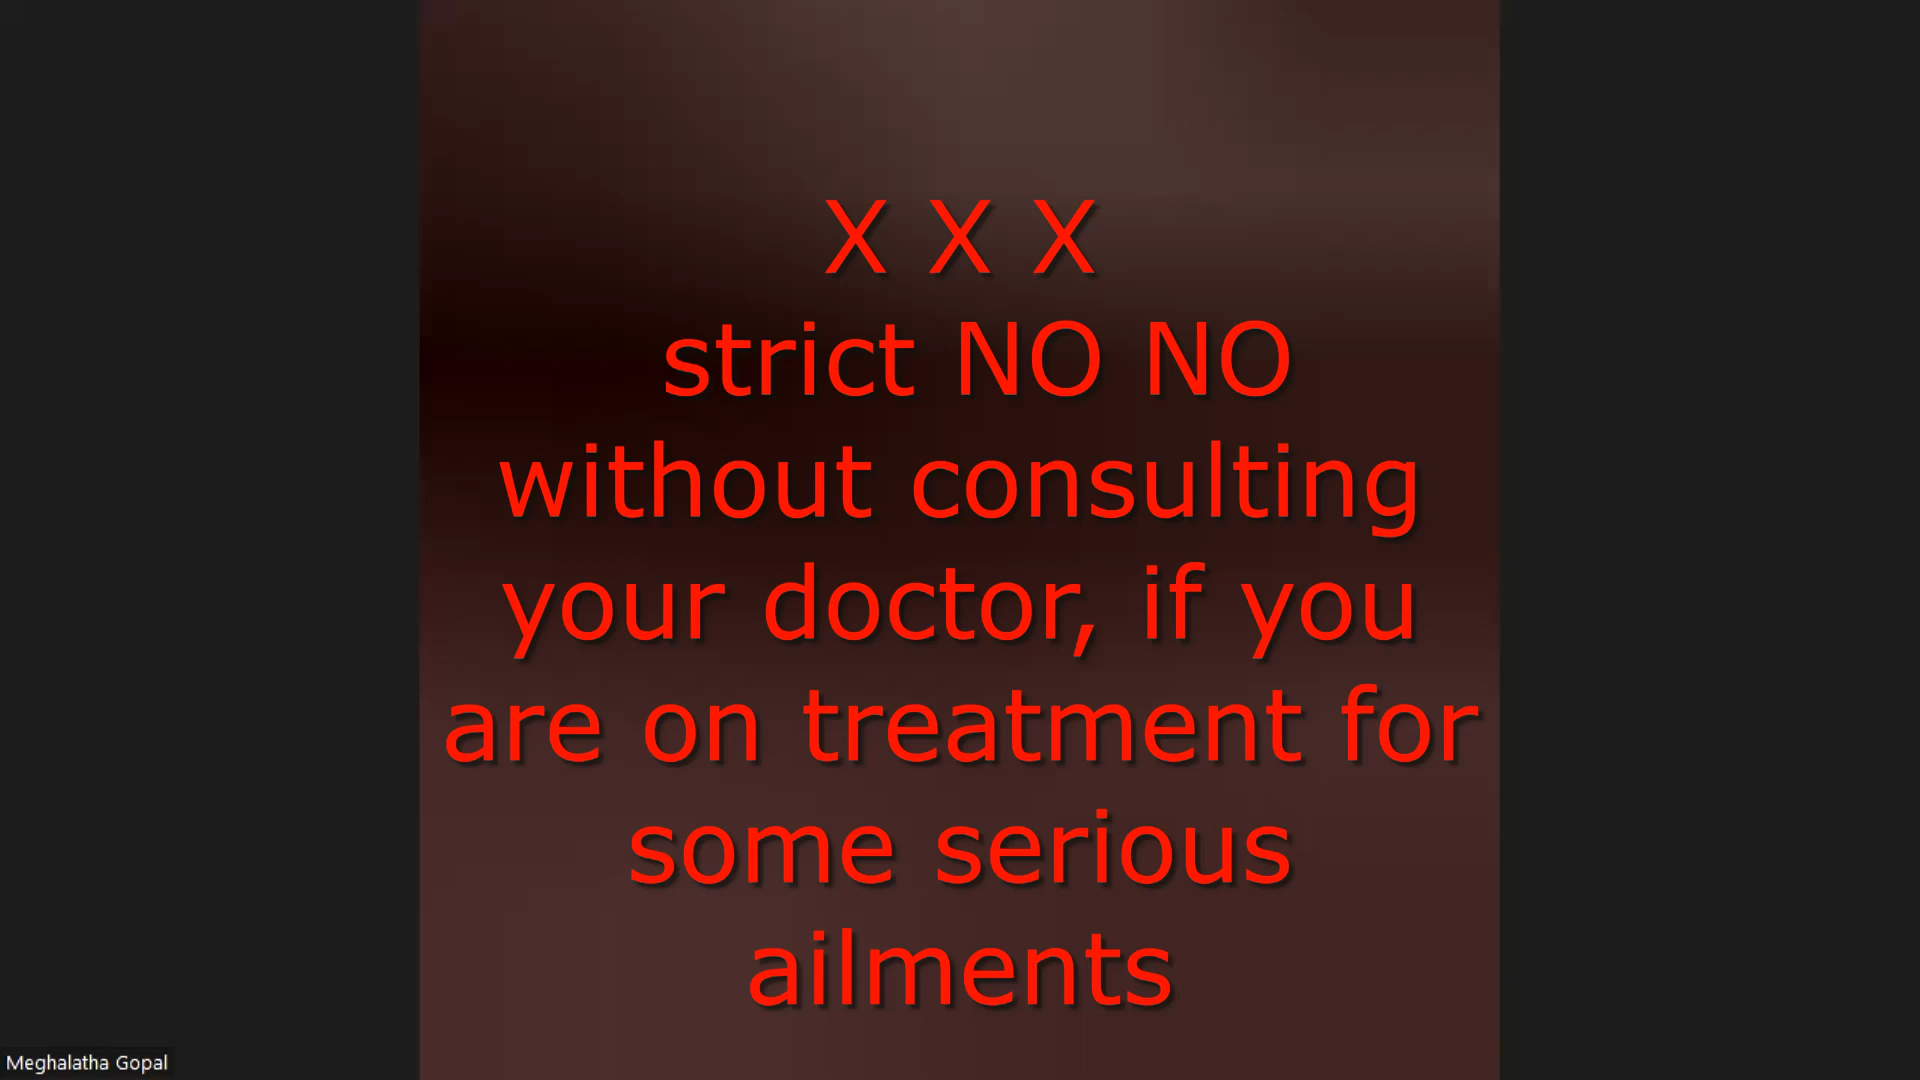 X X X
strict NO NO
without consulting
your doctor, if you
are on treatment for
some serious
ailments
Meghalatha Gopal